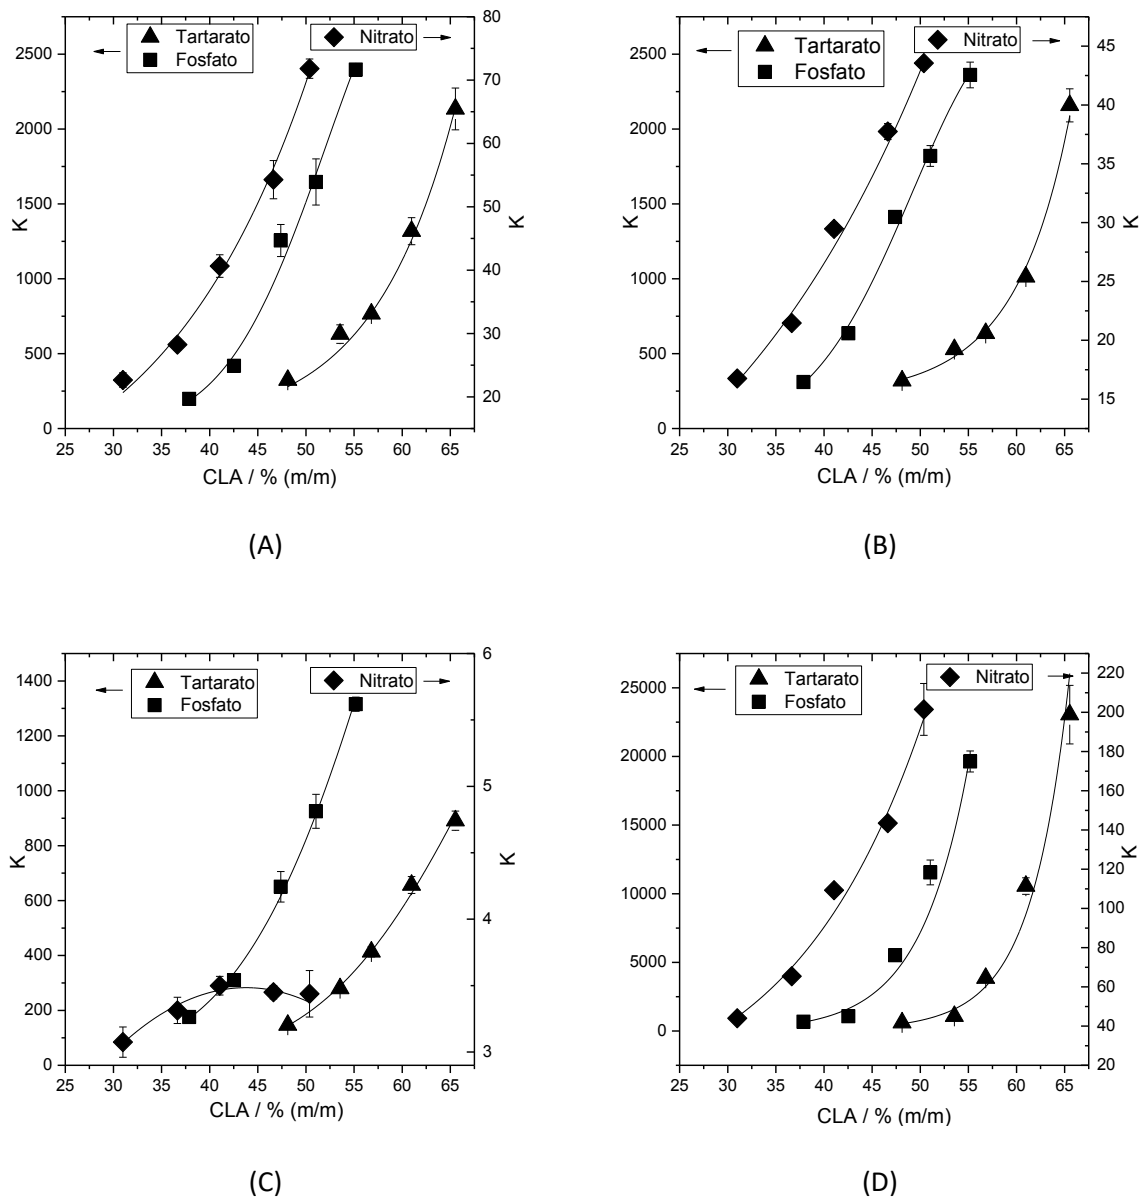 Tartarato
Fosfato
Nitrato
K
0
500
1000
1500
2000
2500
25 30 35 40 45 50 55 60 65
CLA / % (m/m)
20
30
40
50
60
70
80
K
(A)
Tartarato
Fosfato
Nitrato
K
0
500
1000
1500
2000
2500
25 30 35 40 45 50 55 60 65
CLA / % (m/m)
15
20
25
30
35
40
45
K
(B)
Tartarato
Fosfato
Nitrato
K
0
200
400
600
800
1000
1200
1400
25 30 35 40 45 50 55 60 65
CLA / % (m/m)
3
4
5
6
K
(C)
Tartarato
Fosfato
Nitrato
0
5000
10000
15000
20000
25000
25 30 35 40 45 50 55 60 65
CLA / % (m/m)
20
40
60
80
100
120
140
160
180
200
220
K
(D)